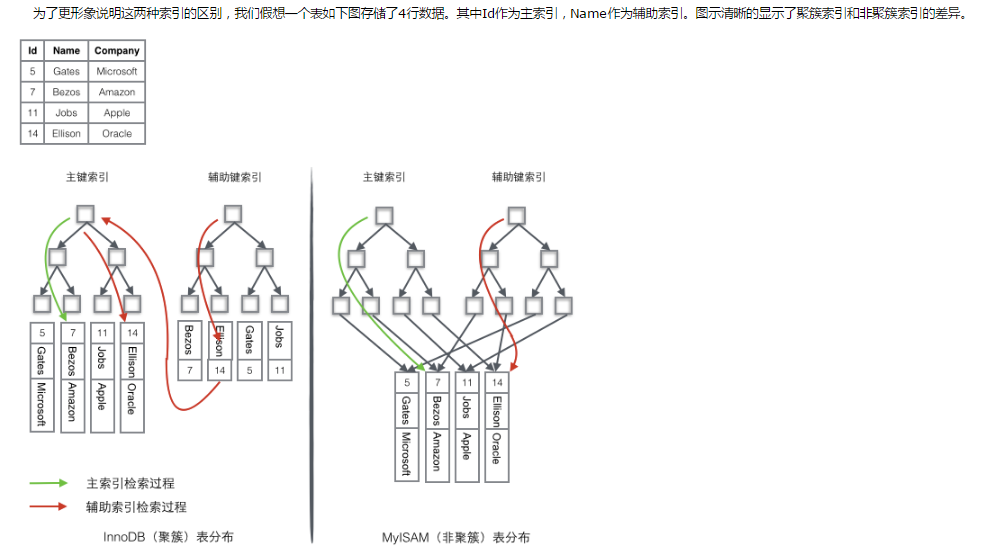 为了更形象说明这两种索引的区别，我们假想一个表如下图存储了4行数据。其中Id作为主索引，Name作为辅助索引。图示清晰的显示了聚簇索引和非聚簇索引的差异。
Id Name Company
5 Gates Microsoft
7 Bezos Amazon
11 Jobs Apple
14 Ellison Oracle
主键索引 辅助键索引 主键索引 辅助键索引
5 7 11 14
Gates Bezos Jobs Ellison
Microsoft Amazon Apple Oracle
Bezos Ellison Gates Jobs
7 14 5 11
5 7 11 14
Gates Bezos Jobs Ellison
Microsoft Amazon Apple Oracle
主索引检索过程
辅助索引检索过程
InnoDB（聚簇）表分布 MyISAM（非聚簇）表分布